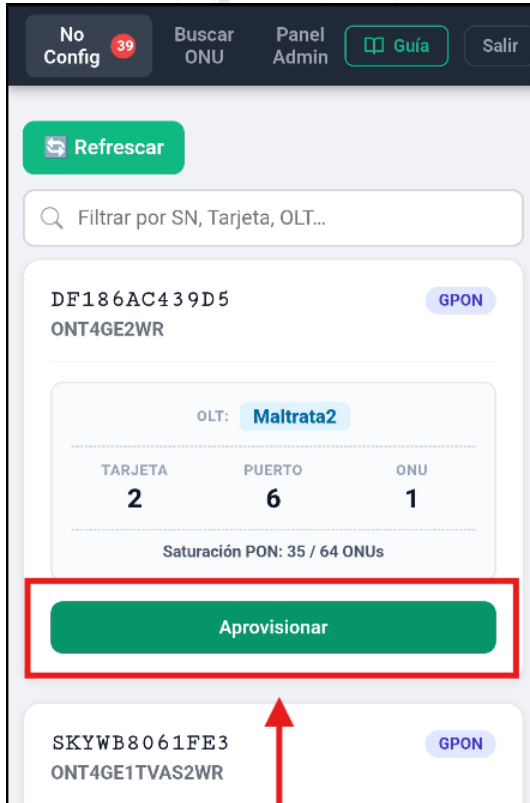 No
Config
39
Buscar
ONU
Panel
Admin
Guía
Salir
Refrescar
Filtrar por SN, Tarjeta, OLT...
DF186AC439D5
GPON
ONT4GE2WR
OLT: Maltrata2
TARJETA PUERTO ONU
2 6 1
Saturación PON: 35 / 64 ONUs
Aprovisionar
SKYWB8061FE3
GPON
ONT4GE1TVAS2WR